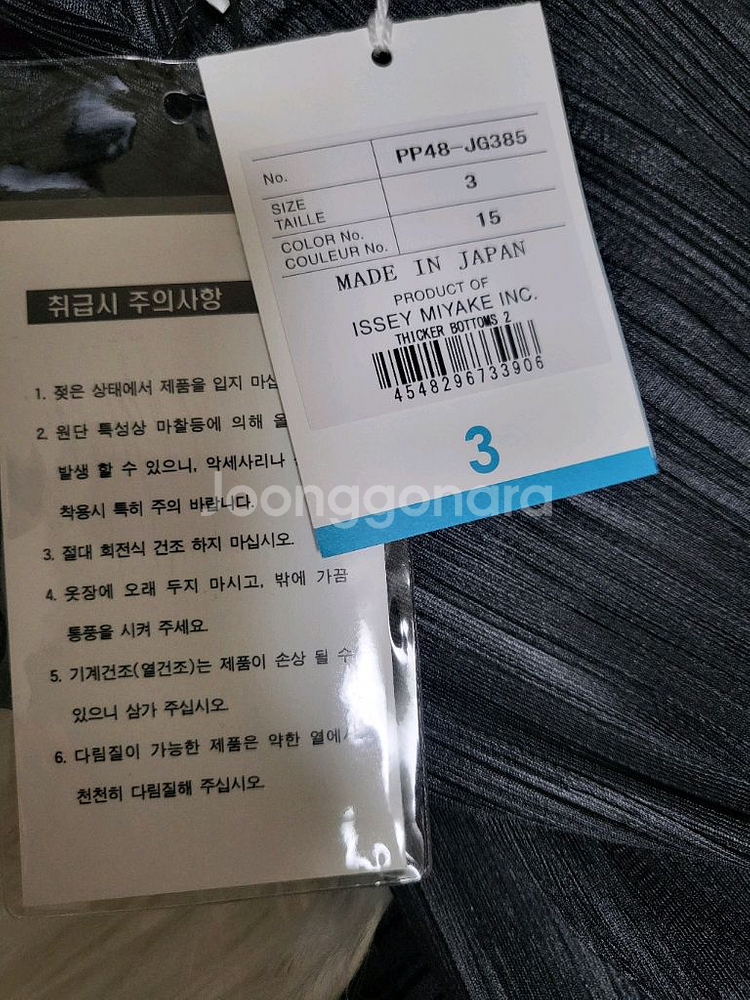 No. PP48-JG385
SIZE
TAILLE 3
COLOR No.
COULEUR No. 15
MADE IN JAPAN
PRODUCT OF
ISSEY MIYAKE INC.
THICKER BOTTOMS 2
4548296733906
3
취급시 주의사항
1. 젖은 상태에서 제품을 입지
2. 원단 특성상 마찰등에 의해
발생 할 수 있으니, 악세사리나
착용시 특히 주의 바랍니다.
3. 절대 회전식 건조 하지 마십시오.
4. 옷장에 오래 두지 마시고, 밖에 가끔
통풍을 시켜 주세요.
5. 기계건조(열건조)는 제품이 손상 될 수
있으니 삼가 주십시오.
6. 다림질이 가능한 제품은 약한 열에서
천천히 다림질해 주십시오.
Joonggonara